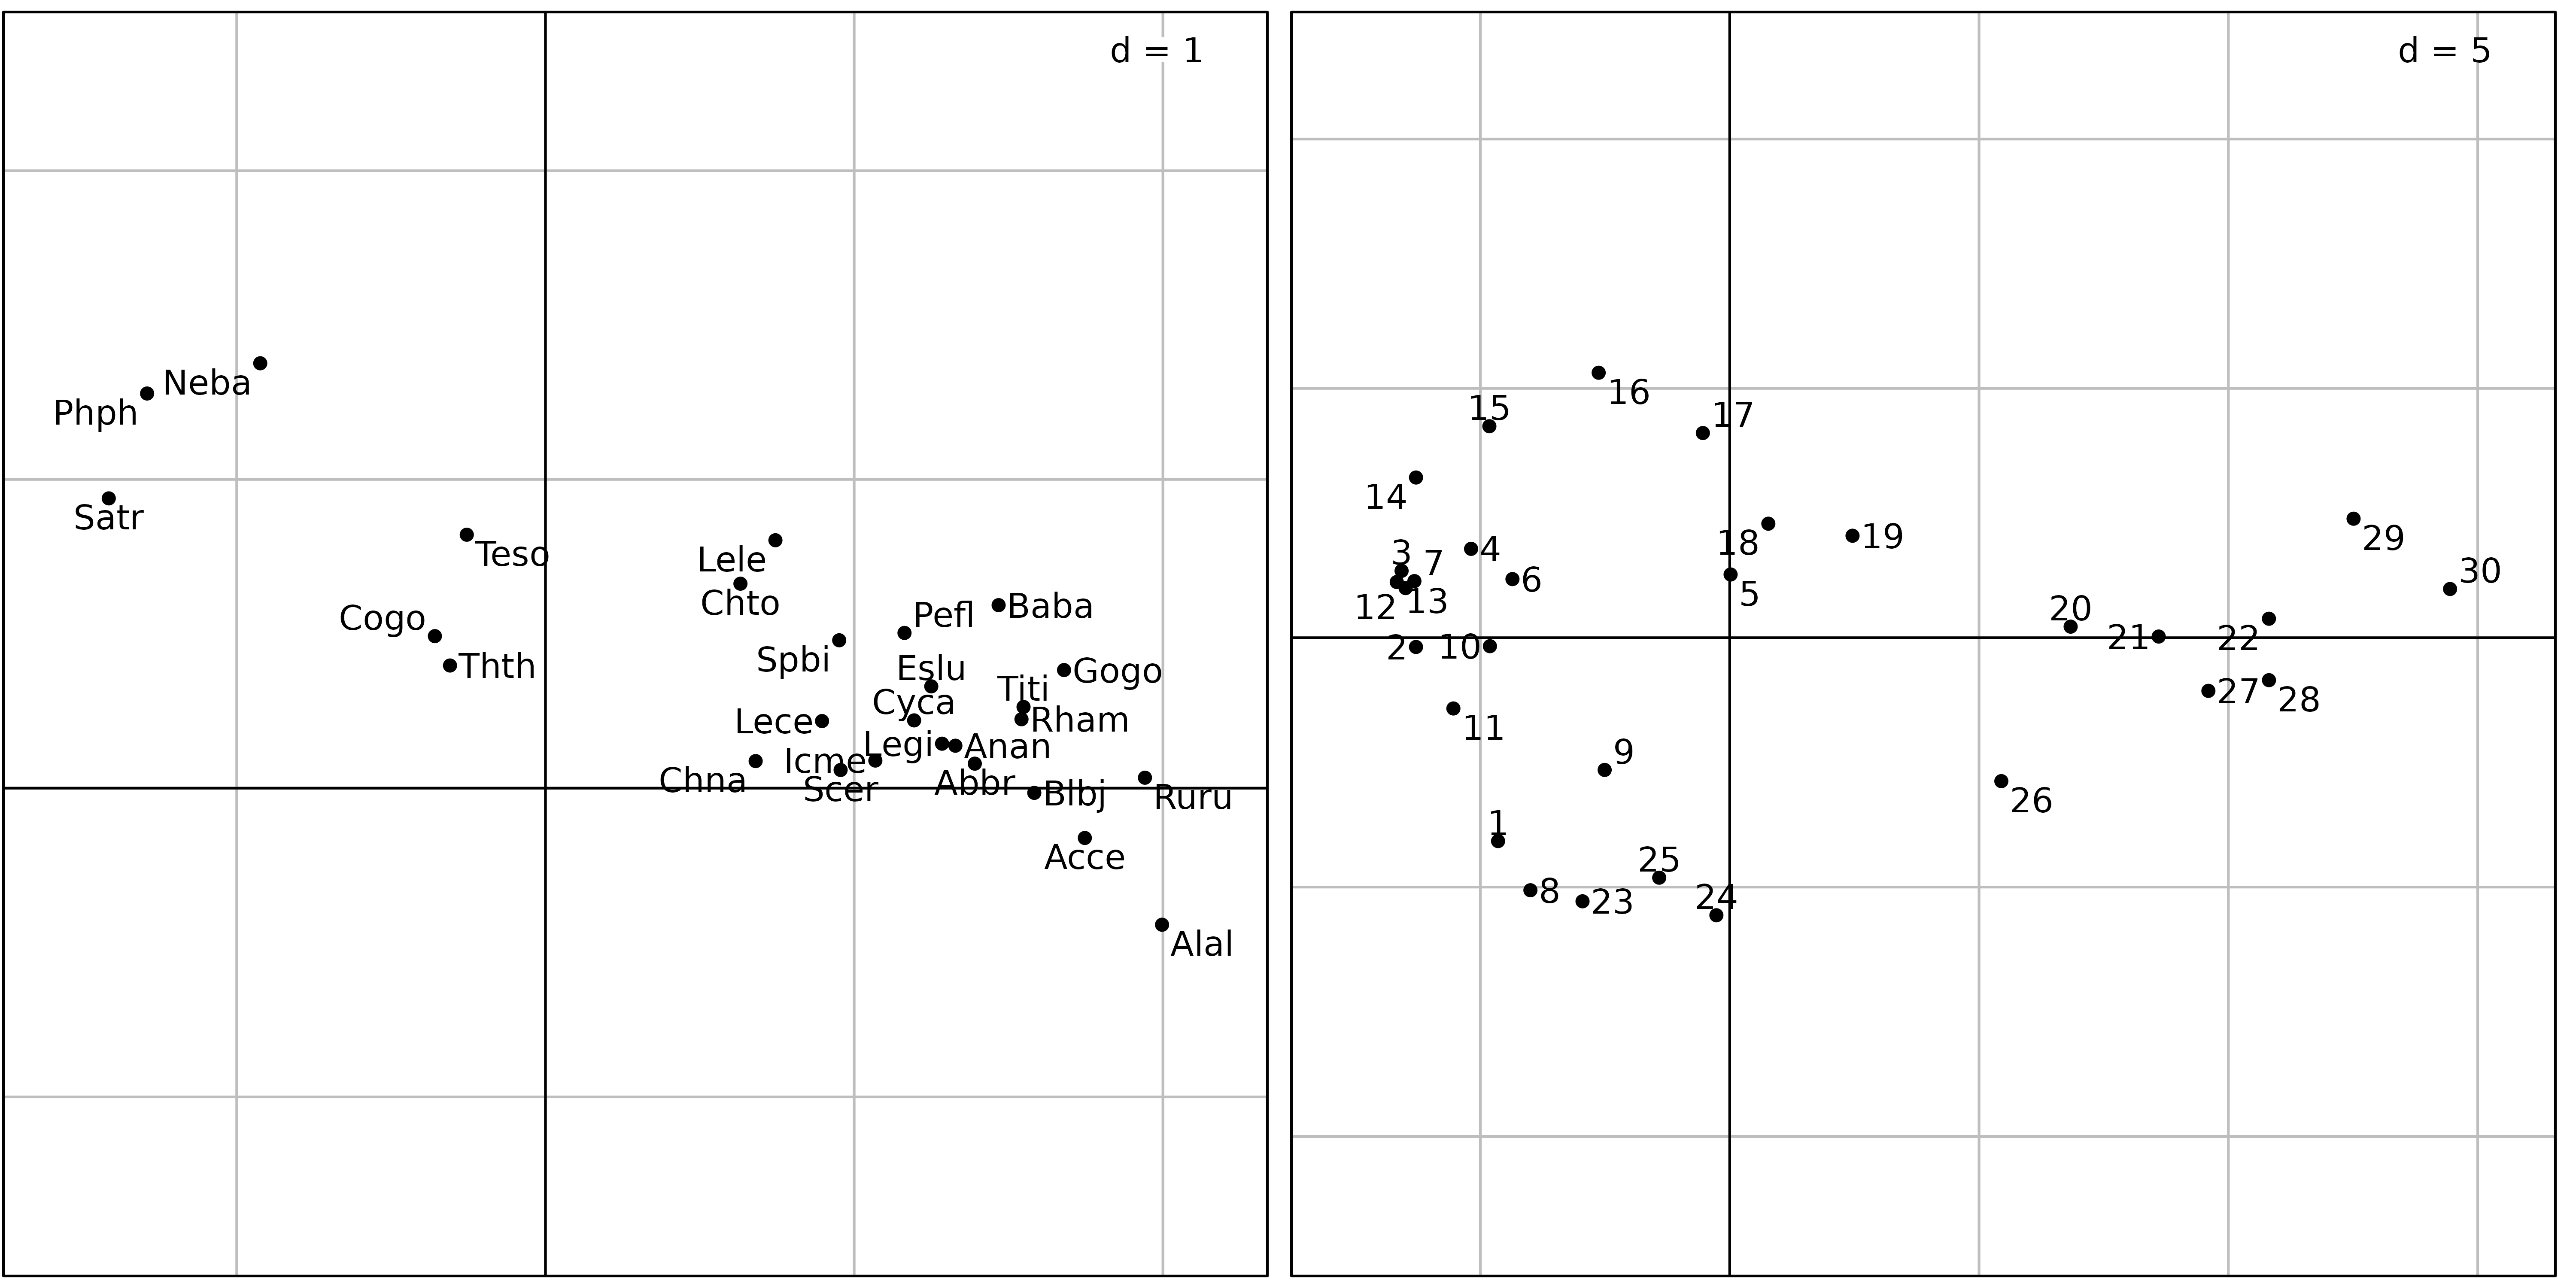 d = 1
Neba
Phph
Satr
Teso
Lele
Chto
Cogo
Pefl
Baba
Spbi
Thth
Eslu
Gogo
Titi
Cyca
Lece
Rham
Legi
Anan
Icme
Chna
Scer
Abbr
Blbj
Ruru
Acce
Alal
d = 5
16
15
17
14
18
19
29
3
7
4
6
5
30
12
13
20
2
10
21
22
27
28
11
9
26
1
25
8
23
24